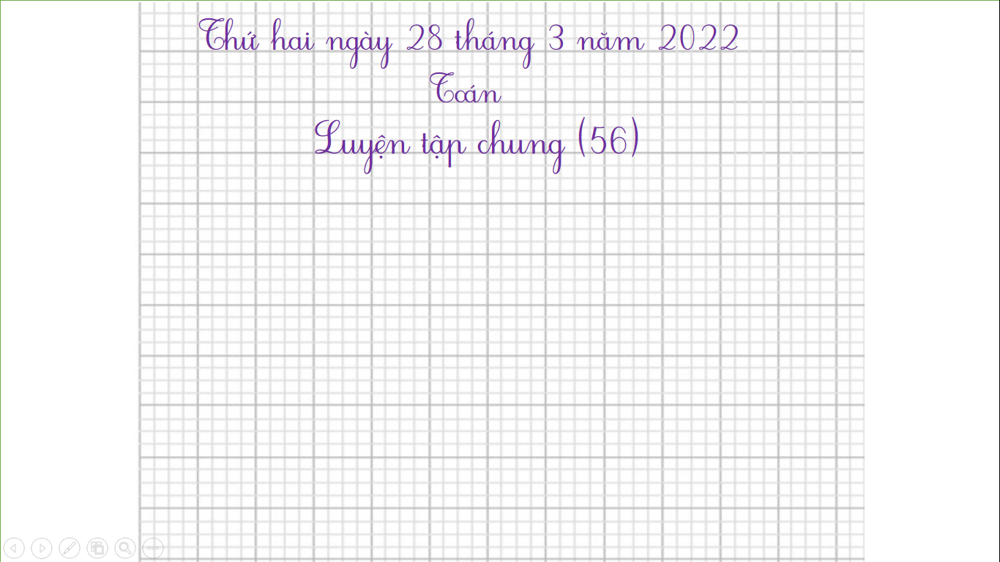 Thứ hai ngày 28 tháng 3 năm 2022
Toán
Luyện tập chung (56)